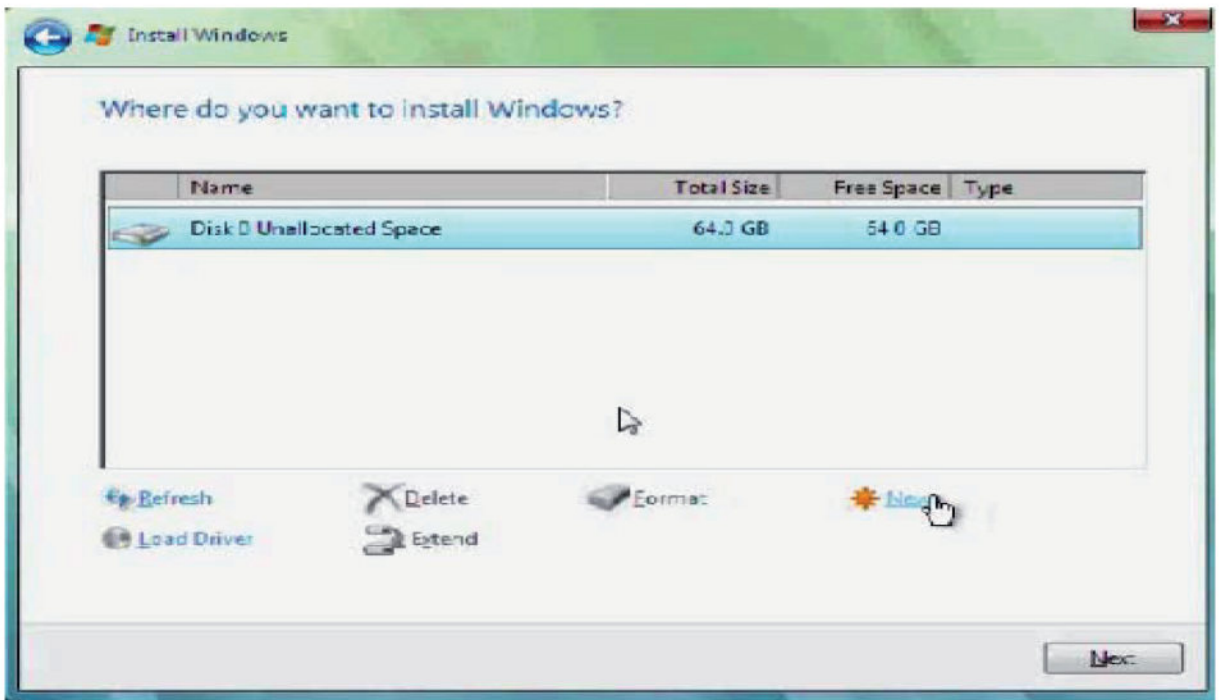 Install Windows
Where do you want to install Windows?
Name Total Size Free Space Type
Disk 0 Unallocated Space 64.0 GB 64.0 GB
Refresh Delete Format New
Load Driver Extend
Next